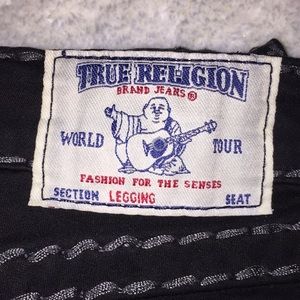 TRUE RELIGION
BRAND JEANS®
WORLD TOUR
FASHION FOR THE SENSES
SECTION LEGGING SEAT